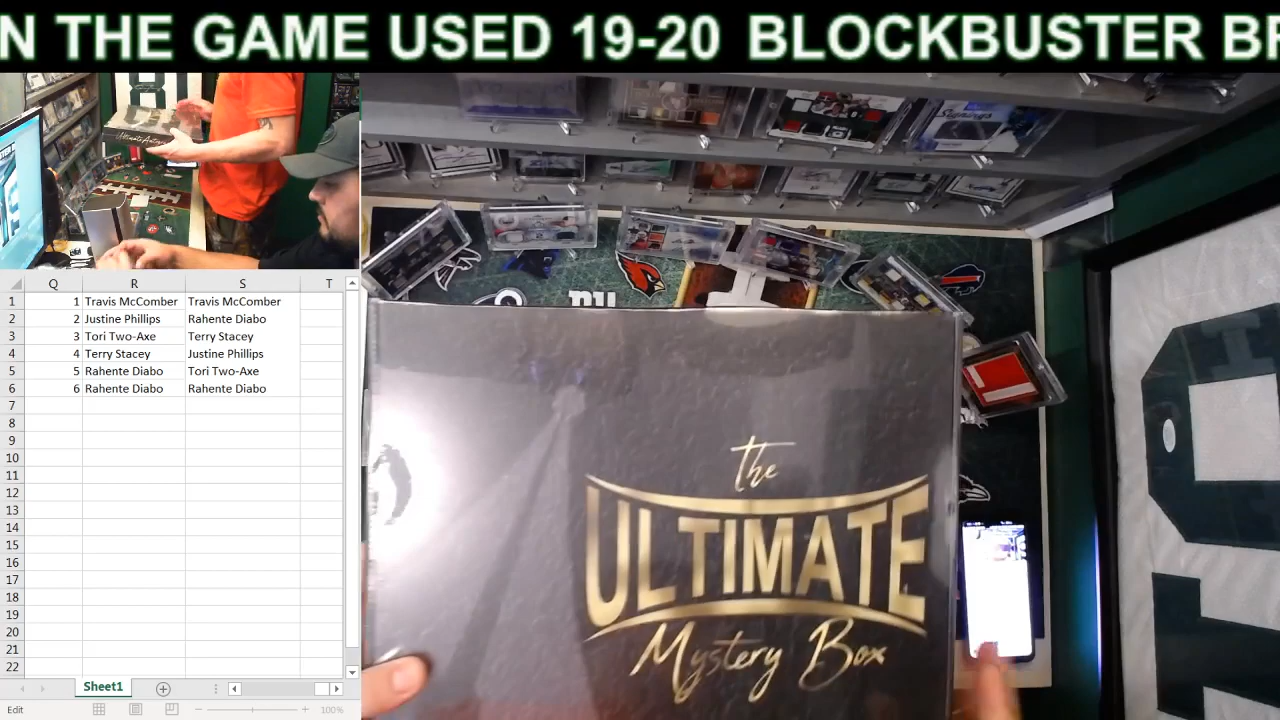 N THE GAME USED 19-20 BLOCKBUSTER
Q R S T
1 1 Travis McComber Travis McComber
2 2 Justine Phillips Rahente Diabo
3 3 Tori Two-Axe Terry Stacey
4 4 Terry Stacey Justine Phillips
5 5 Rahente Diabo Tori Two-Axe
6 6 Rahente Diabo Rahente Diabo
7
8
9
10
11
12
13
14
15
16
17
18
19
20
21
22
Sheet1
Edit
100%
The
ULTIMATE
Mystery Box